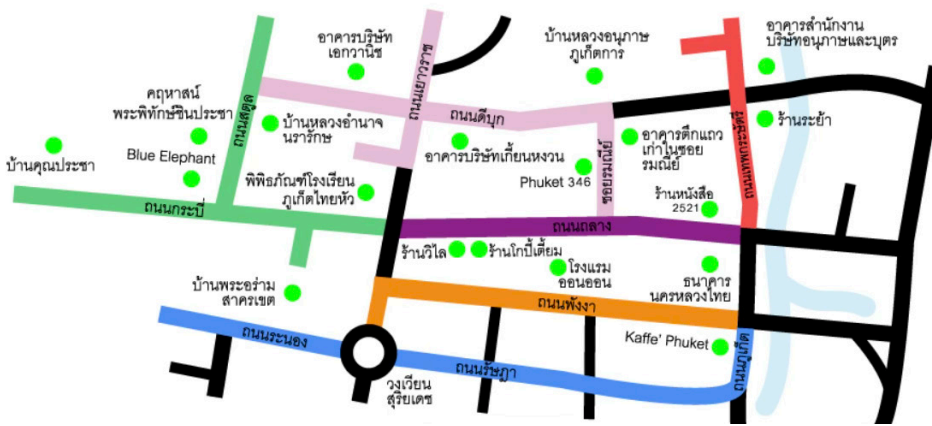 อาคารสำนักงาน
บริษัทอนุภาษและบุตร
อาคารบริษัท
เอกวานิช
บ้านหลวงอนุภาษ
ภูเก็ตการ
ถนนเยาวราช
คฤหาสน์
พระพิทักษ์ชินประชา
ถนนสตูล
ถนนดีบุก
บ้านหลวงอำนาจ
นรารักษ์
ร้านระย้า
อาคารตึกแถว
เก่าในซอย
รมณีย์
บ้านคุณประชา
Blue Elephant
อาคารบริษัทเกี้ยนหงวน
ถนนเทพกระษัตรี
พิพิธภัณฑ์โรงเรียน
ภูเก็ตไทยหัว
Phuket 346
ซอยรมณีย์
ร้านหนังสือ
2521
ถนนกระบี่
ถนนถลาง
ร้านวิไล
ร้านโกปี้เตี้ยม
โรงแรม
ออนออน
ธนาคาร
นครหลวงไทย
บ้านพระอร่าม
สาครเขต
ถนนพังงา
ถนนระนอง
Kaffe' Phuket
ถนนภูเก็ต
ถนนรัษฎา
วงเวียน
สุริยเดช